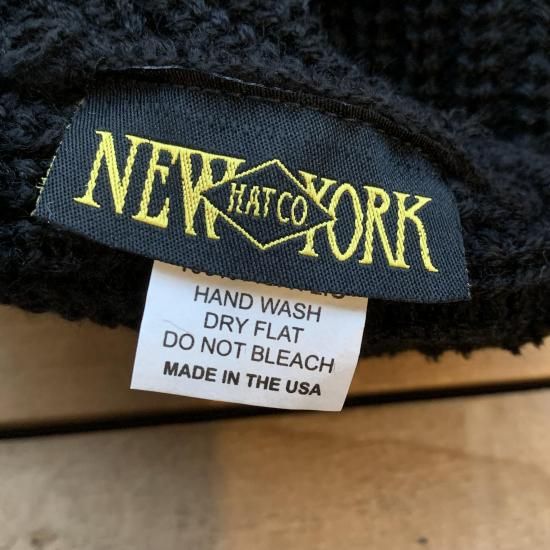 NEW YORK
HAT CO
HAND WASH
DRY FLAT
DO NOT BLEACH
MADE IN THE USA